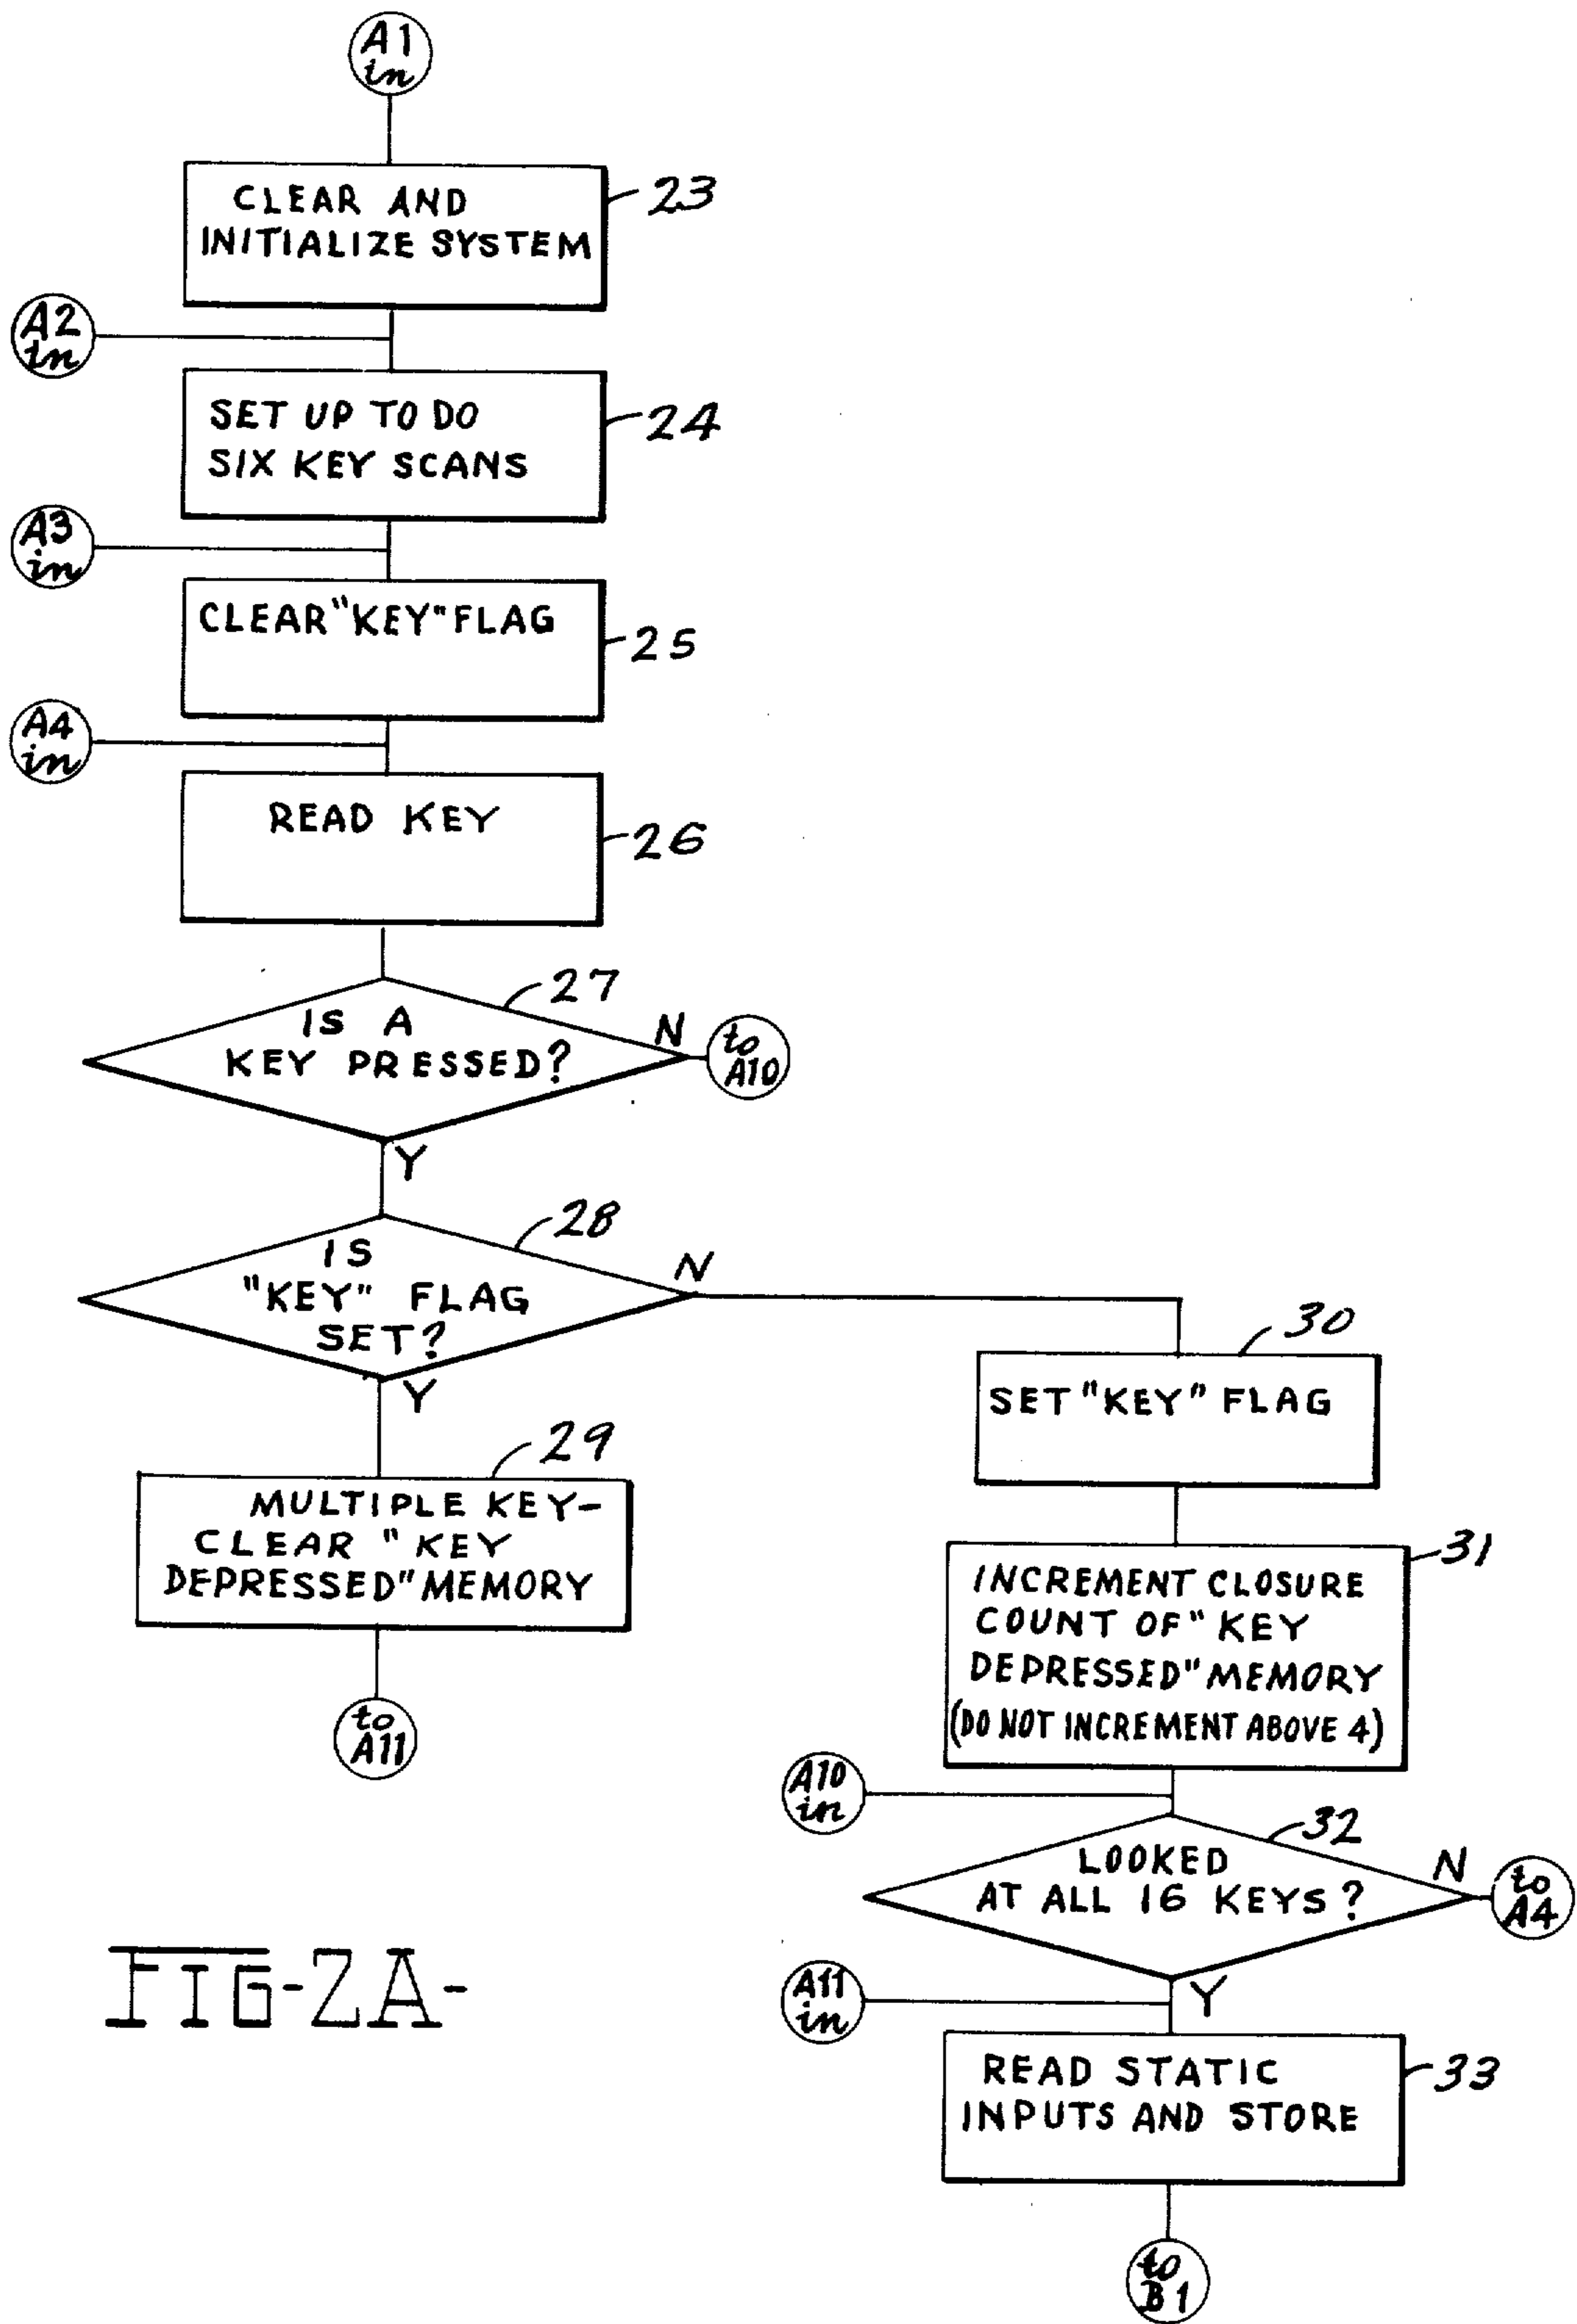 A1
in
CLEAR AND
INITIALIZE SYSTEM
23
A2
in
SET UP TO DO
SIX KEY SCANS
24
A3
in
CLEAR "KEY" FLAG
25
A4
in
READ KEY
26
IS A
KEY PRESSED?
27
N
to
A10
Y
IS
"KEY" FLAG
SET?
28
N
Y
MULTIPLE KEY-
CLEAR "KEY
DEPRESSED" MEMORY
29
to
A11
30
SET "KEY" FLAG
31
INCREMENT CLOSURE
COUNT OF "KEY
DEPRESSED" MEMORY
(DO NOT INCREMENT ABOVE 4)
A10
in
32
LOOKED
AT ALL 16 KEYS?
N
to
A4
Y
A11
in
READ STATIC
INPUTS AND STORE
33
to
B1
FIG-2A-